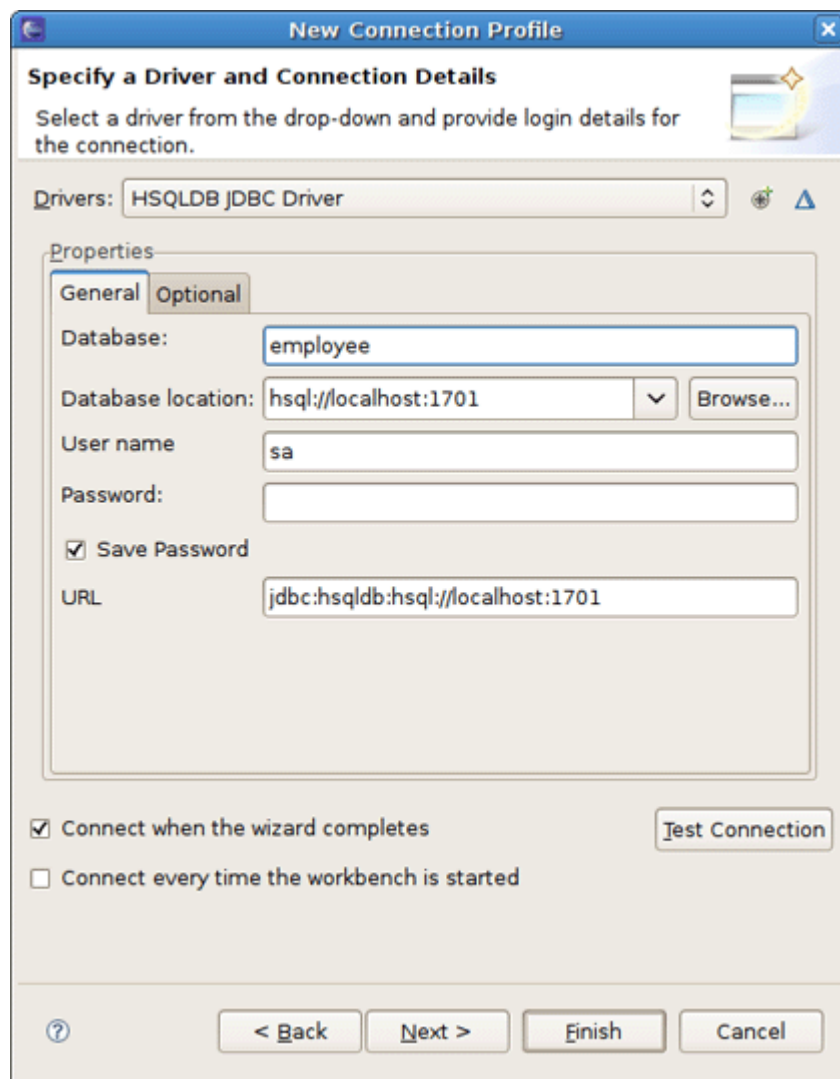 New Connection Profile
Specify a Driver and Connection Details
Select a driver from the drop-down and provide login details for
the connection.
Drivers: HSQLDB JDBC Driver
Properties
General Optional
Database: employee
Database location: hsql://localhost:1701 Browse...
User name sa
Password:
Save Password
URL jdbc:hsqldb:hsql://localhost:1701
Connect when the wizard completes Test Connection
Connect every time the workbench is started
? < Back Next > Finish Cancel